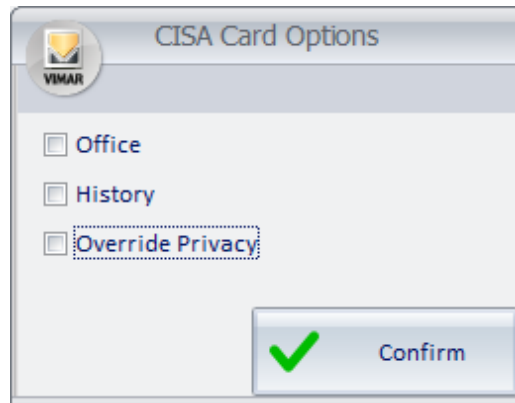 CISA Card Options
VIMAR
Office
History
Override Privacy
Confirm